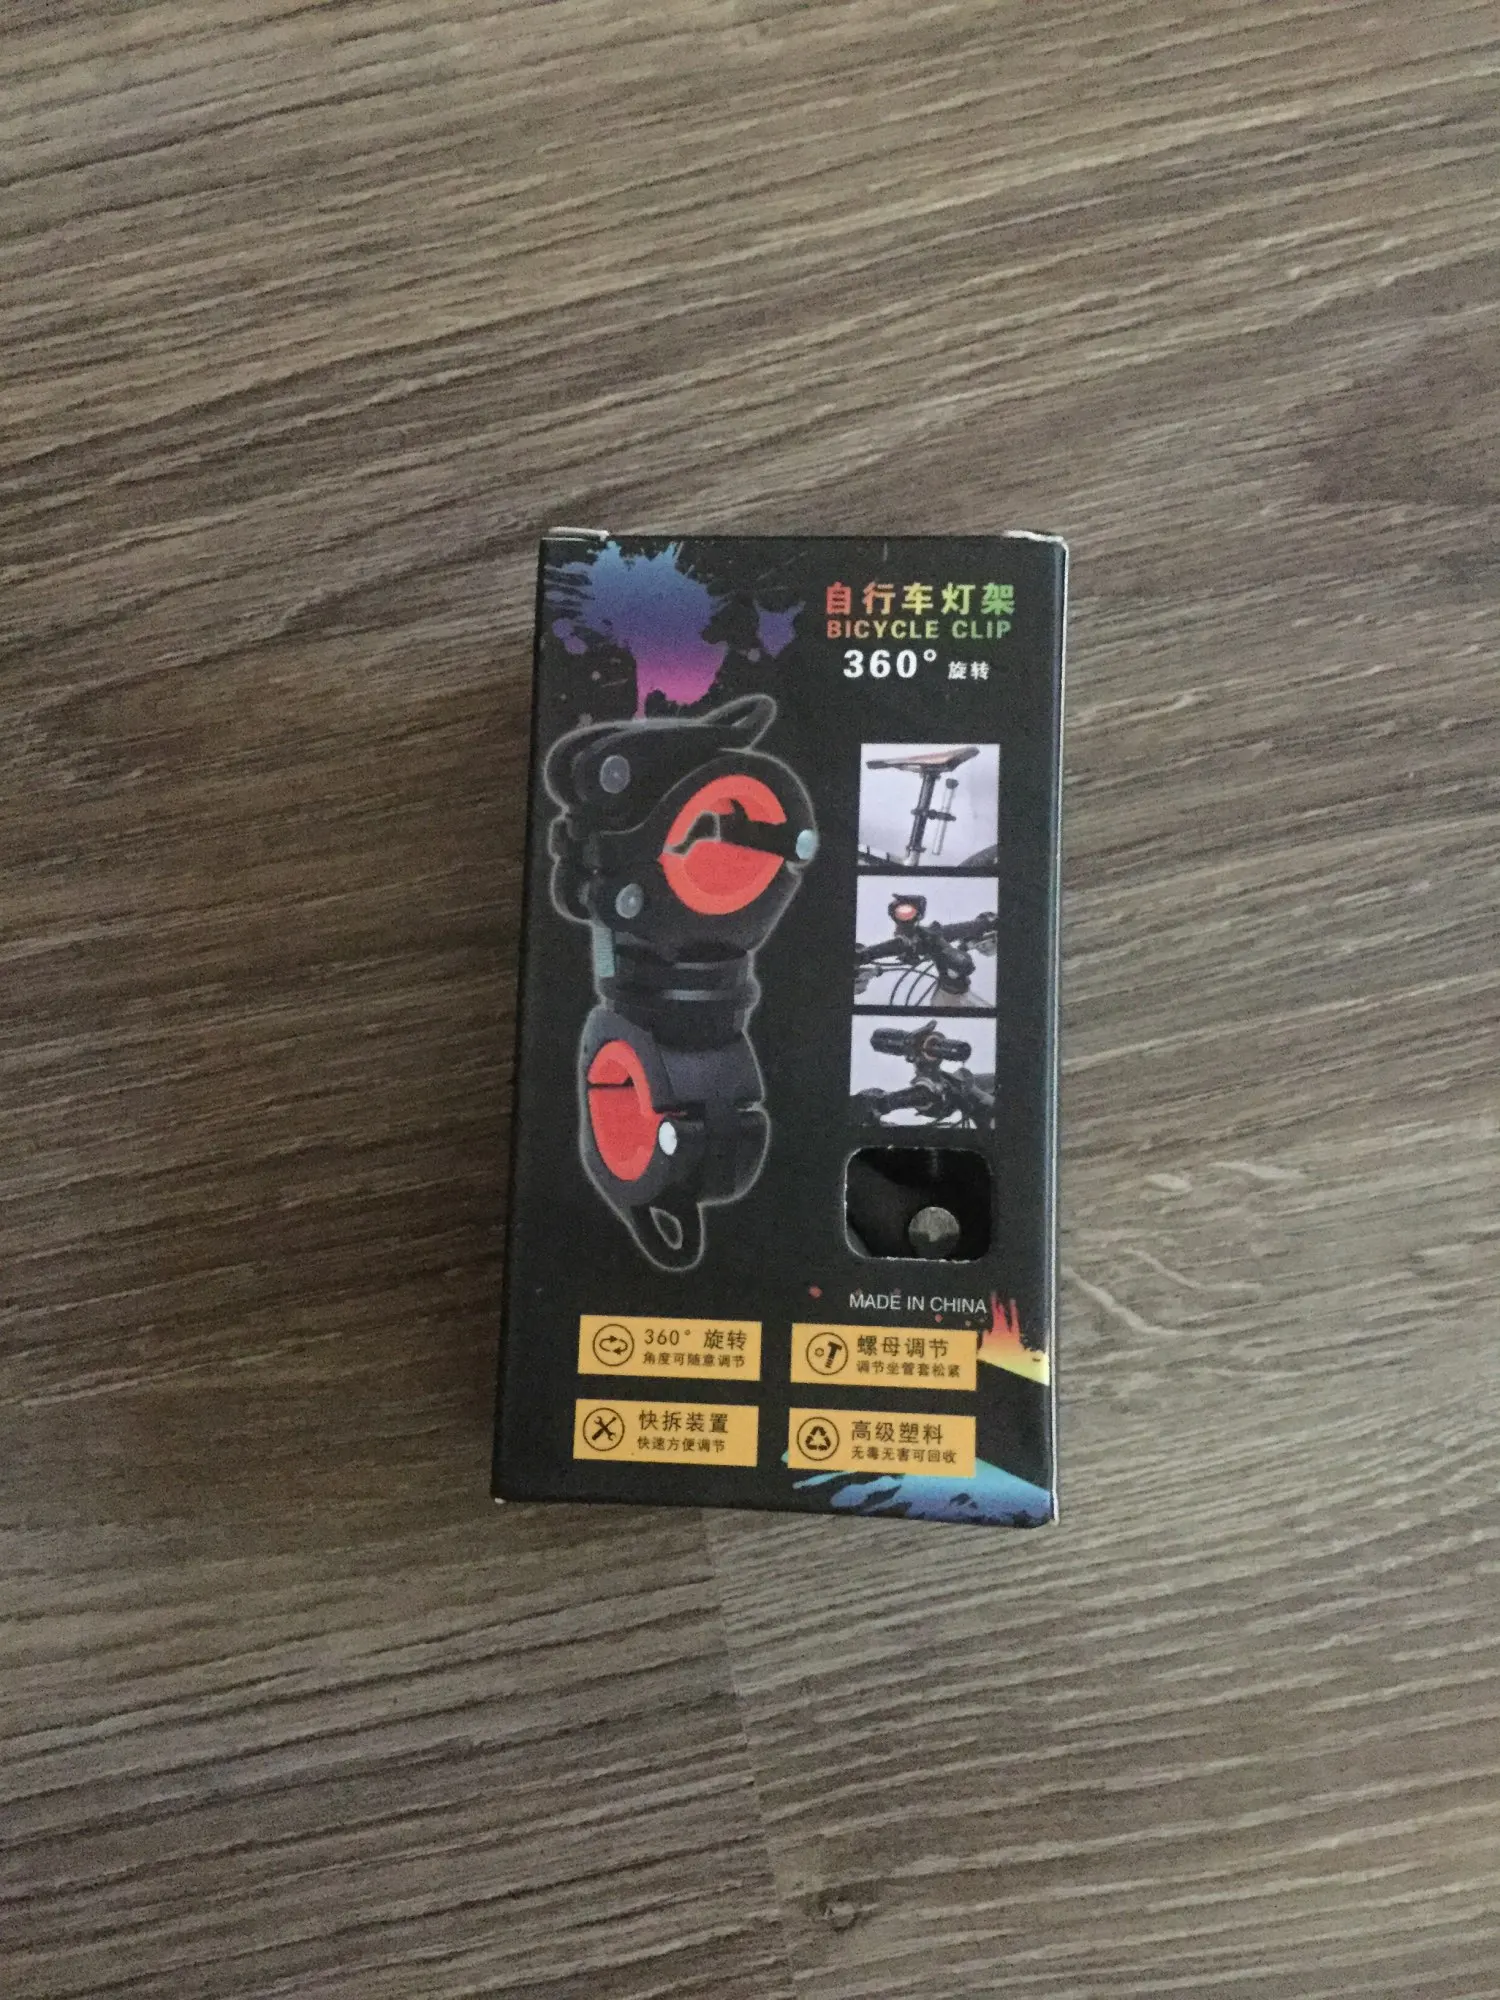 自行车灯架
BICYCLE CLIP
360° 旋转
MADE IN CHINA
360° 旋转
角度可随意调节
螺母调节
调节坐管套松紧
快拆装置
快速方便调节
高级塑料
无毒无害可回收